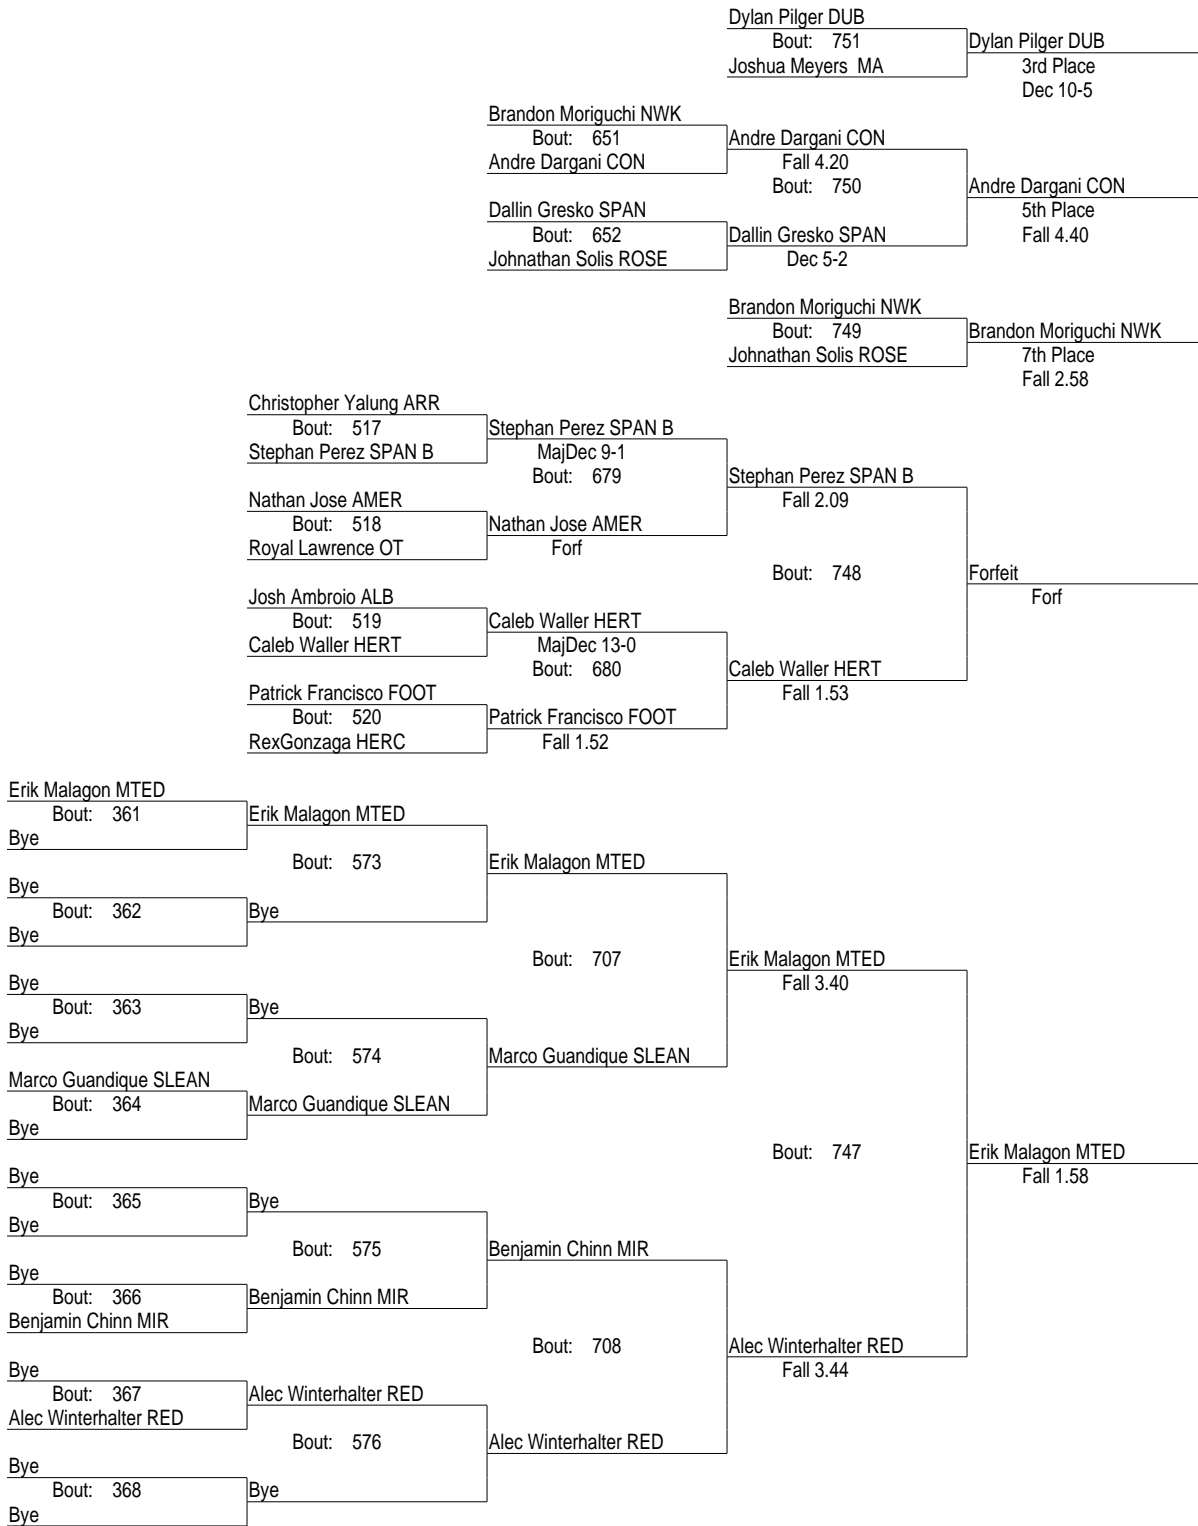 Dylan Pilger DUB
Bout: 751
Dylan Pilger DUB
Joshua Meyers  MA
3rd Place
Dec 10-5
Brandon Moriguchi NWK
Bout: 651
Andre Dargani CON
Andre Dargani CON
Fall 4.20
Bout: 750
Andre Dargani CON
5th Place
Fall 4.40
Dallin Gresko SPAN
Bout: 652
Dallin Gresko SPAN
Johnathan Solis ROSE
Dec 5-2
Brandon Moriguchi NWK
Bout: 749
Brandon Moriguchi NWK
Johnathan Solis ROSE
7th Place
Fall 2.58
Christopher Yalung ARR
Bout: 517
Stephan Perez SPAN B
Stephan Perez SPAN B
MajDec 9-1
Bout: 679
Stephan Perez SPAN B
Fall 2.09
Nathan Jose AMER
Bout: 518
Nathan Jose AMER
Royal Lawrence OT
Forf
Bout: 748
Forfeit
Forf
Josh Ambroio ALB
Bout: 519
Caleb Waller HERT
Caleb Waller HERT
MajDec 13-0
Bout: 680
Caleb Waller HERT
Fall 1.53
Patrick Francisco FOOT
Bout: 520
Patrick Francisco FOOT
RexGonzaga HERC
Fall 1.52
Erik Malagon MTED
Bout: 361
Erik Malagon MTED
Bye
Bout: 573
Erik Malagon MTED
Bye
Bout: 362
Bye
Bye
Bout: 707
Erik Malagon MTED
Fall 3.40
Bye
Bout: 363
Bye
Bye
Bout: 574
Marco Guandique SLEAN
Marco Guandique SLEAN
Bout: 364
Marco Guandique SLEAN
Bye
Bout: 747
Erik Malagon MTED
Fall 1.58
Bye
Bout: 365
Bye
Bye
Bout: 575
Benjamin Chinn MIR
Bye
Bout: 366
Benjamin Chinn MIR
Benjamin Chinn MIR
Bout: 708
Alec Winterhalter RED
Fall 3.44
Bye
Bout: 367
Alec Winterhalter RED
Alec Winterhalter RED
Bout: 576
Alec Winterhalter RED
Bye
Bout: 368
Bye
Bye